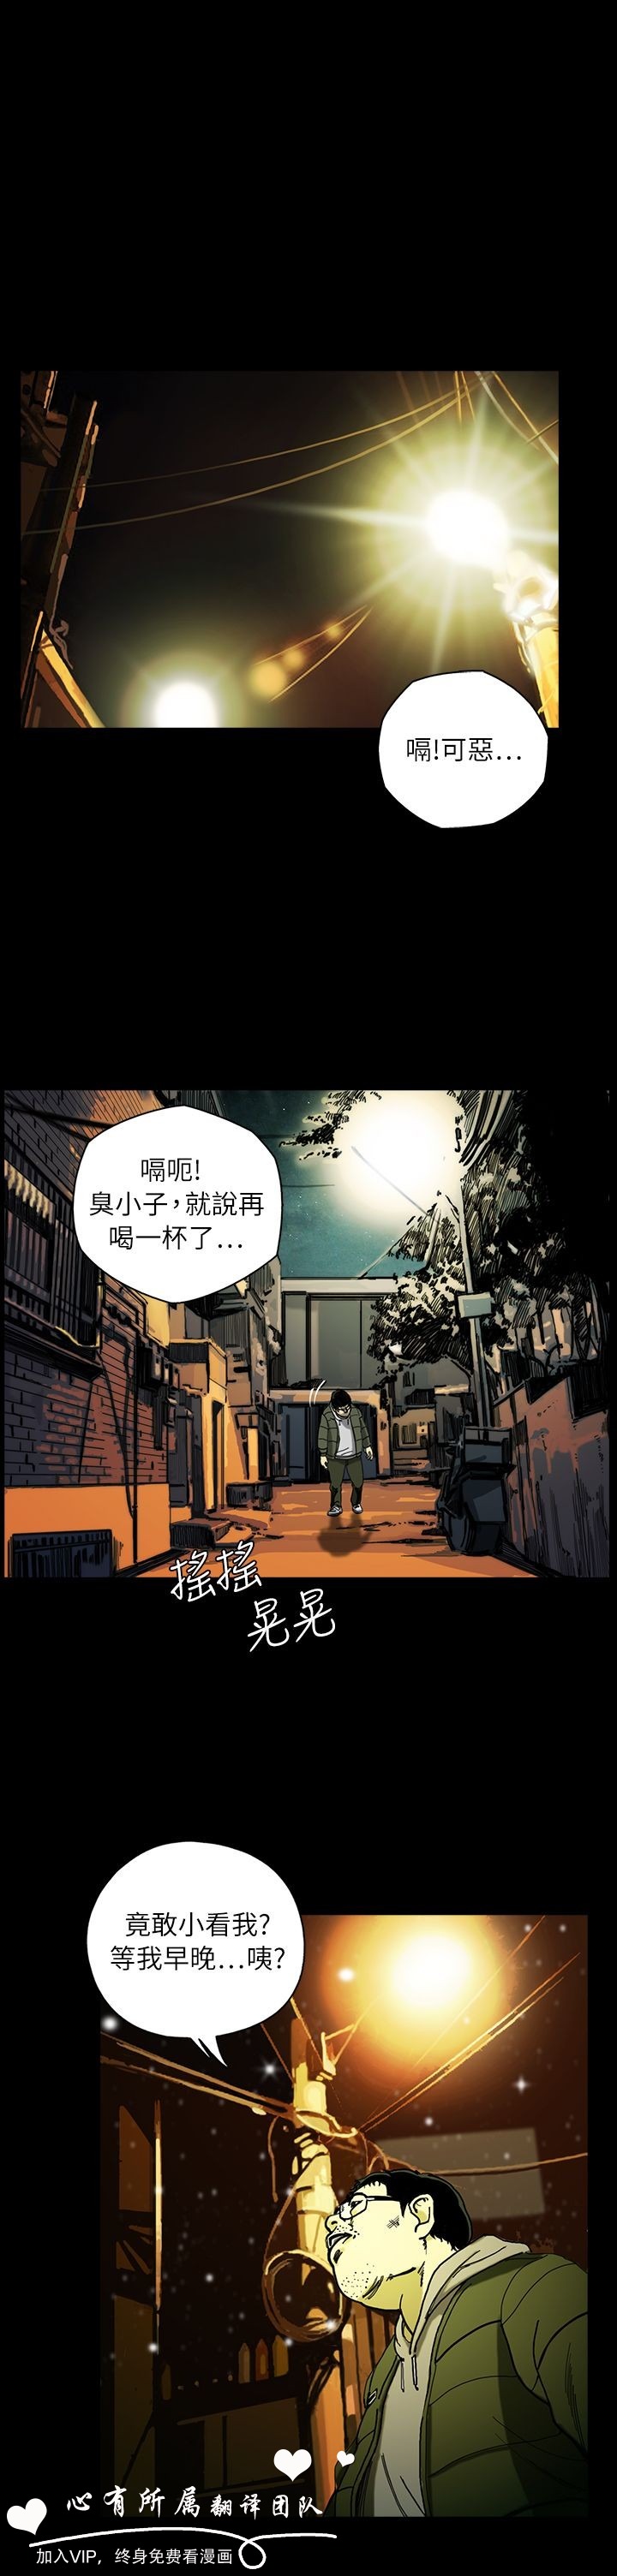 嗝!可惡...
嗝呃!
臭小子，就說再
喝一杯了...
搖搖
晃晃
竟敢小看我?
等我早晚...咦?
心有所属翻译团队
加入VIP，终身免费看漫画